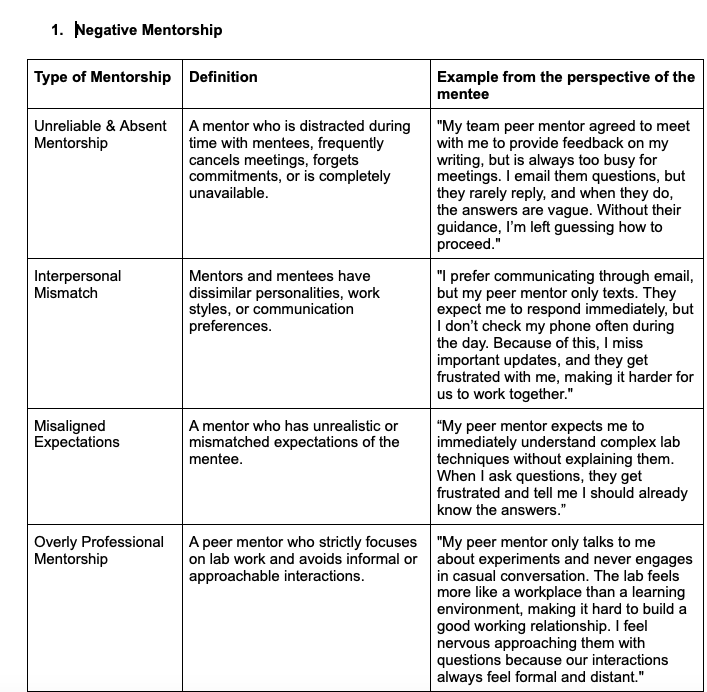 1. Negative Mentorship
Type of Mentorship
Definition
Example from the perspective of the
mentee
Unreliable & Absent
Mentorship
A mentor who is distracted during
time with mentees, frequently
cancels meetings, forgets
commitments, or is completely
unavailable.
"My team peer mentor agreed to meet
with me to provide feedback on my
writing, but is always too busy for
meetings. I email them questions, but
they rarely reply, and when they do,
the answers are vague. Without their
guidance, I’m left guessing how to
proceed."
Interpersonal
Mismatch
Mentors and mentees have
dissimilar personalities, work
styles, or communication
preferences.
"I prefer communicating through email,
but my peer mentor only texts. They
expect me to respond immediately, but
I don’t check my phone often during
the day. Because of this, I miss
important updates, and they get
frustrated with me, making it harder for
us to work together."
Misaligned
Expectations
A mentor who has unrealistic or
mismatched expectations of the
mentee.
“My peer mentor expects me to
immediately understand complex lab
techniques without explaining them.
When I ask questions, they get
frustrated and tell me I should already
know the answers.”
Overly Professional
Mentorship
A peer mentor who strictly focuses
on lab work and avoids informal or
approachable interactions.
"My peer mentor only talks to me
about experiments and never engages
in casual conversation. The lab feels
more like a workplace than a learning
environment, making it hard to build a
good working relationship. I feel
nervous approaching them with
questions because our interactions
always feel formal and distant."